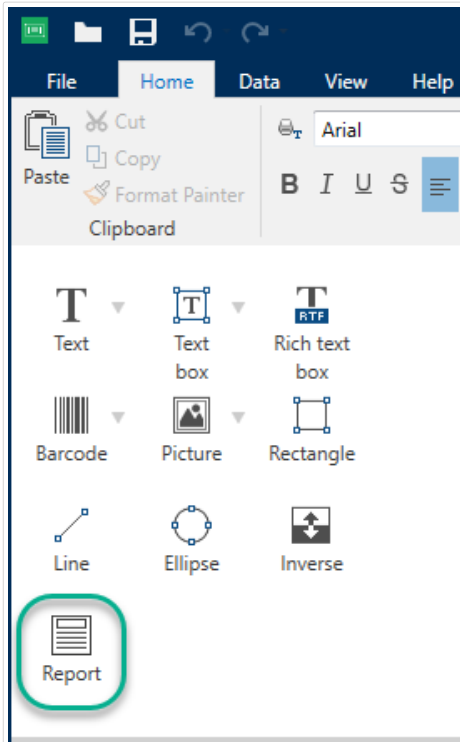 File Home Data View Help
Cut
Arial
Copy
Paste
Format Painter
B I U S
Clipboard
T T T
RTF
Text Text box Rich text box
Barcode Picture Rectangle
Line Ellipse Inverse
Report